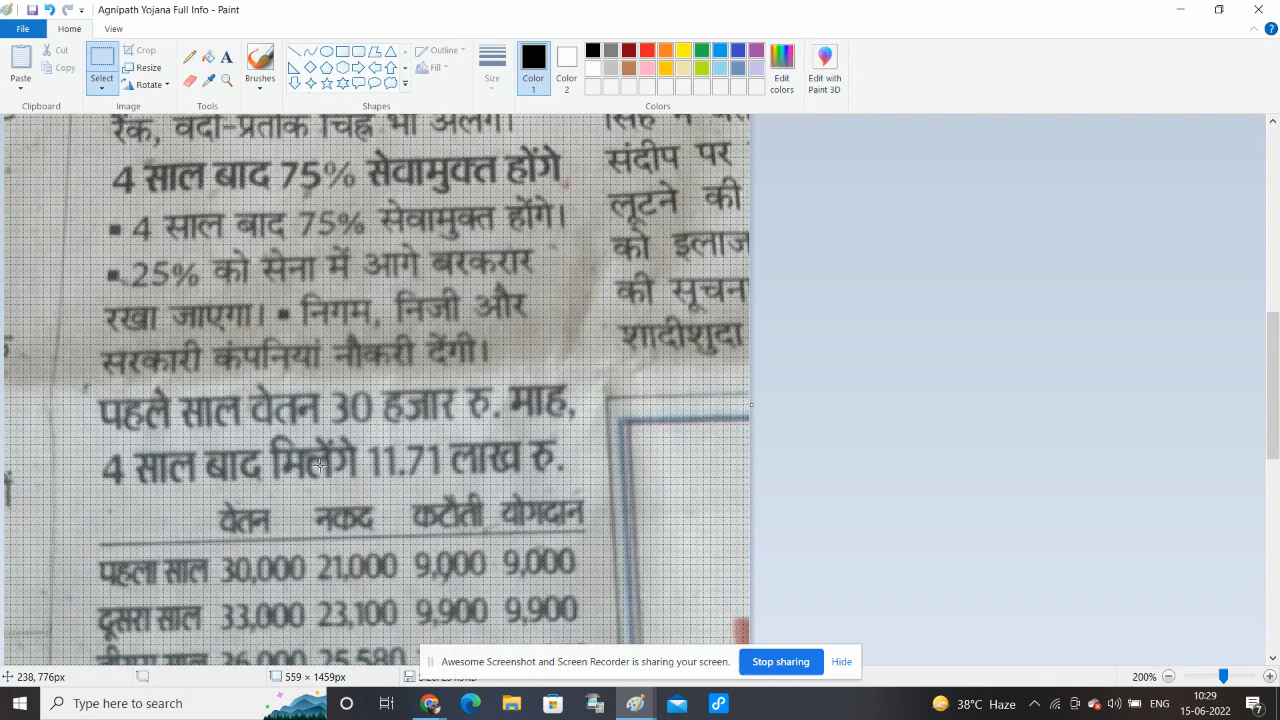 Agnipath Yojana Full Info - Paint
File Home View
Paste Cut Copy
Select Crop Resize Rotate
Brushes
Outline Fill
Size
Color 1 Color 2
Edit colors
Edit with Paint 3D
Clipboard Image Tools Shapes Colors
रैंक, वर्दी-प्रतीक चिह्न भी अलग।
4 साल बाद 75% सेवामुक्त होंगे
▪ 4 साल बाद 75% सेवामुक्त होंगे।
▪ 25% को सेना में आगे बरकरार
रखा जाएगा। ▪ निगम, निजी और
सरकारी कंपनियां नौकरी देंगी।
पहले साल वेतन 30 हजार रु. माह,
4 साल बाद मिलेंगे 11.71 लाख रु.
वेतन नकद कटौती योगदान
पहला साल 30,000 21,000 9,000 9,000
दूसरा साल 33,000 23,100 9,900 9,900
संदीप पर
लूटने की
को इलाज
की सूचन
शादीशुदा
Awesome Screenshot and Screen Recorder is sharing your screen. Stop sharing Hide
238, 776px 559 × 1459px 200%
Type here to search
38°C Haze ENG 10:29
15-06-2022